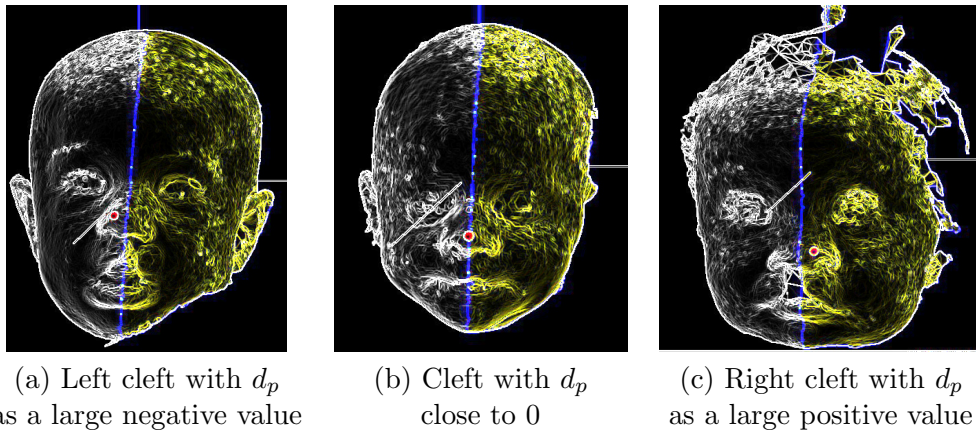 (a) Left cleft with d_p
as a large negative value
(b) Cleft with d_p
close to 0
(c) Right cleft with d_p
as a large positive value